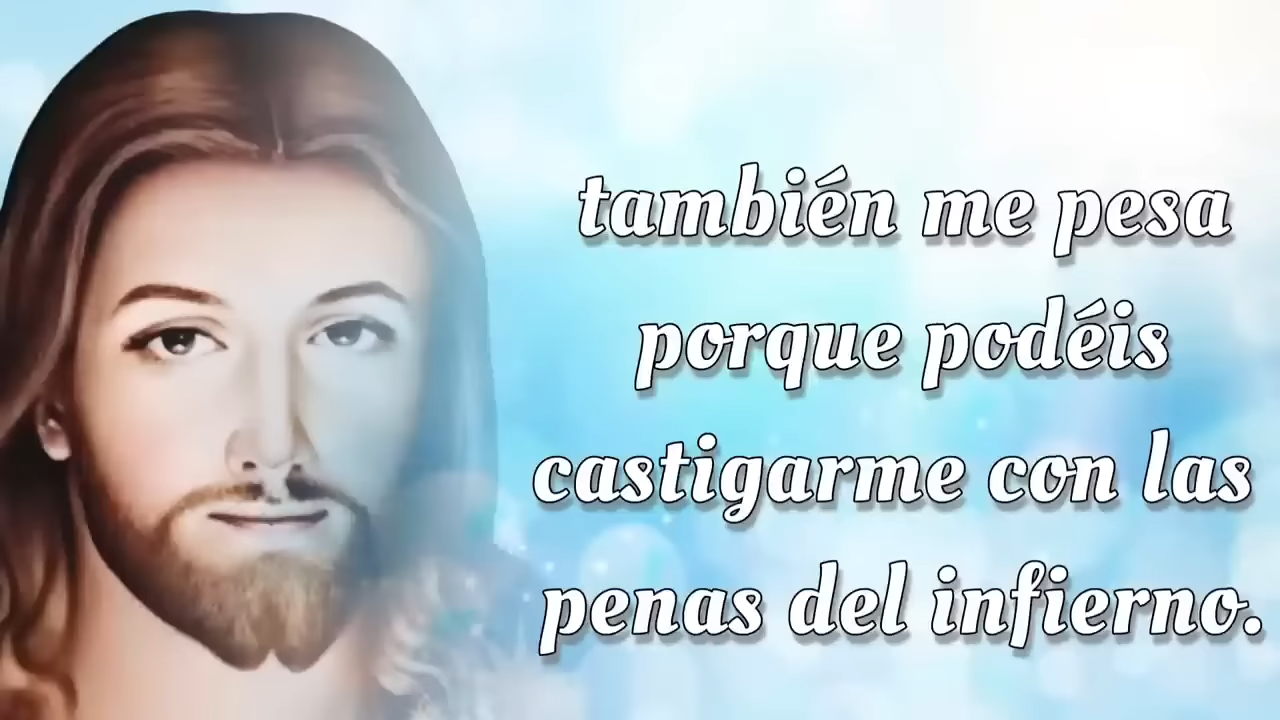 también me pesa
porque podéis
castigarme con las
penas del infierno.